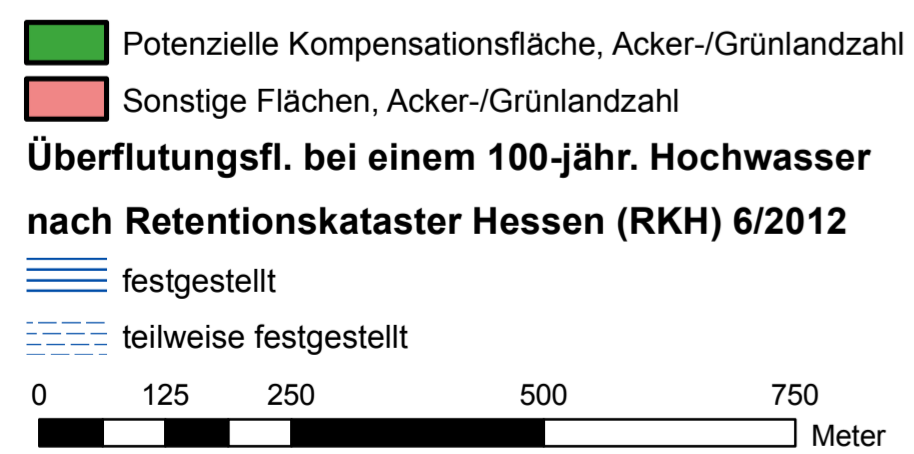 Potenzielle Kompensationsfläche, Acker-/Grünlandzahl
Sonstige Flächen, Acker-/Grünlandzahl
Überflutungsfl. bei einem 100-jähr. Hochwasser
nach Retentionskataster Hessen (RKH) 6/2012
festgestellt
teilweise festgestellt
0 125 250 500 750
Meter